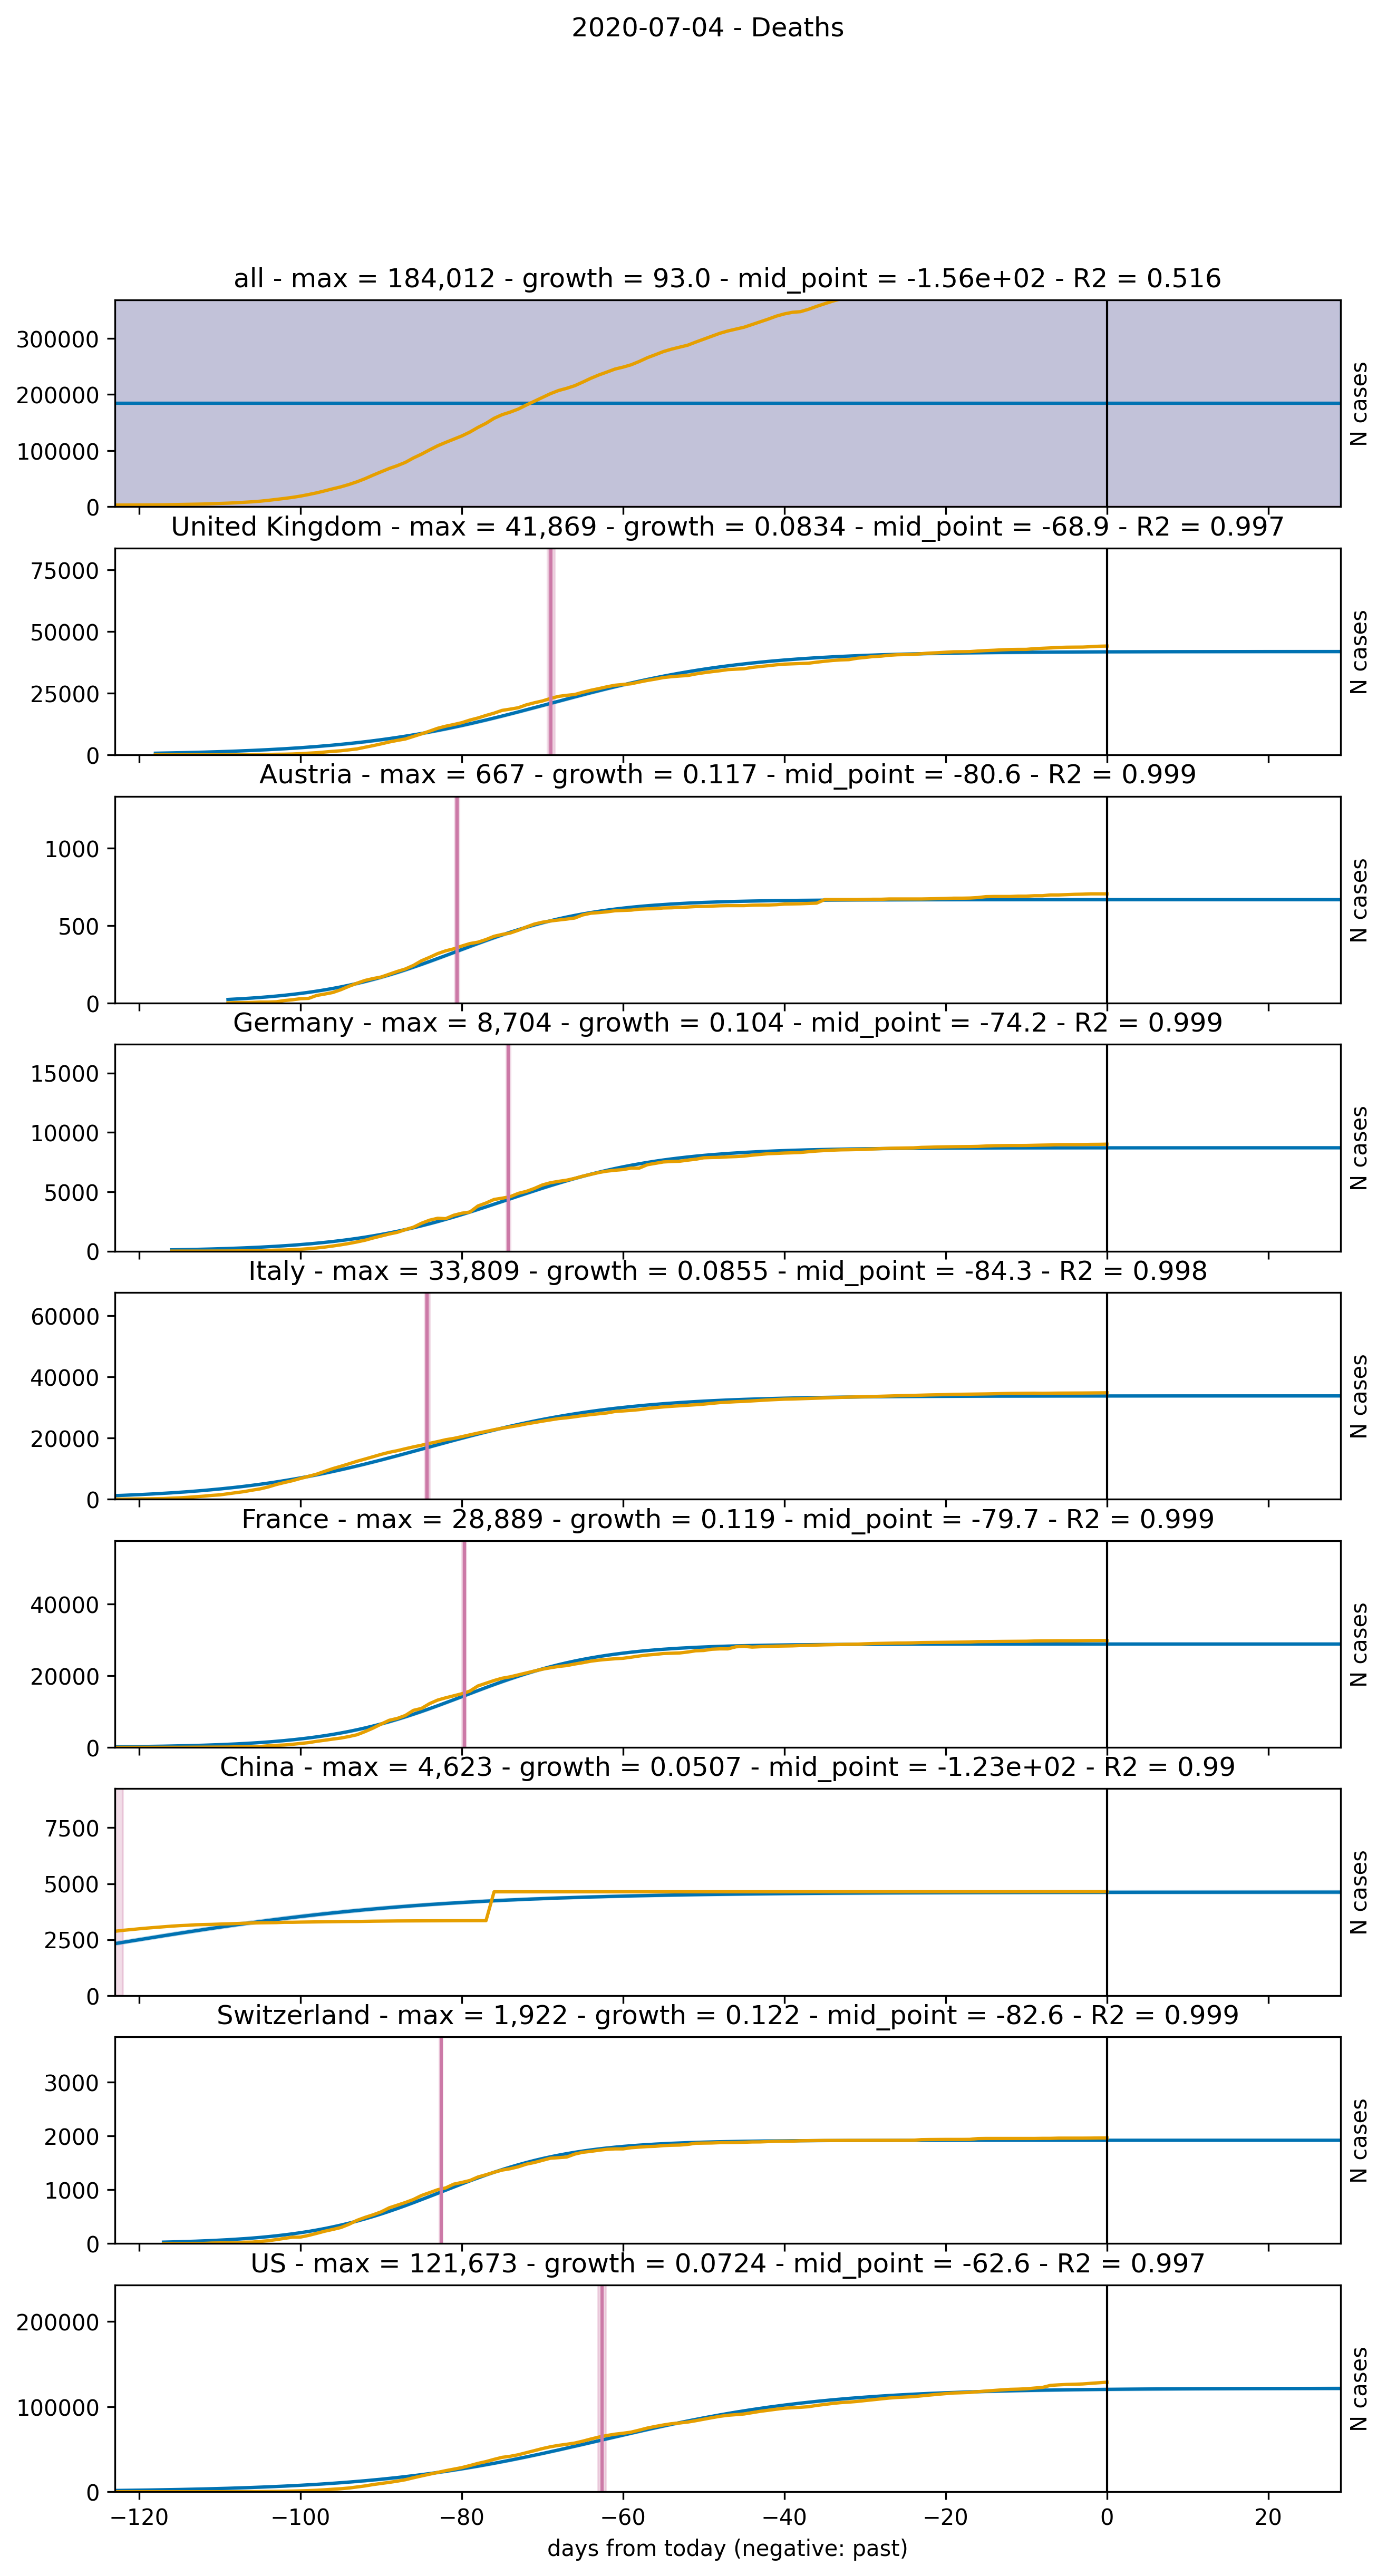 2020-07-04 - Deaths
all - max = 184,012 - growth = 93.0 - mid_point = -1.56e+02 - R2 = 0.516
300000
200000
100000
0
N cases
United Kingdom - max = 41,869 - growth = 0.0834 - mid_point = -68.9 - R2 = 0.997
75000
50000
25000
0
N cases
Austria - max = 667 - growth = 0.117 - mid_point = -80.6 - R2 = 0.999
1000
500
0
N cases
Germany - max = 8,704 - growth = 0.104 - mid_point = -74.2 - R2 = 0.999
15000
10000
5000
0
N cases
Italy - max = 33,809 - growth = 0.0855 - mid_point = -84.3 - R2 = 0.998
60000
40000
20000
0
N cases
France - max = 28,889 - growth = 0.119 - mid_point = -79.7 - R2 = 0.999
40000
20000
0
N cases
China - max = 4,623 - growth = 0.0507 - mid_point = -1.23e+02 - R2 = 0.99
7500
5000
2500
0
N cases
Switzerland - max = 1,922 - growth = 0.122 - mid_point = -82.6 - R2 = 0.999
3000
2000
1000
0
N cases
US - max = 121,673 - growth = 0.0724 - mid_point = -62.6 - R2 = 0.997
200000
100000
0
N cases
−120 −100 −80 −60 −40 −20 0 20
days from today (negative: past)